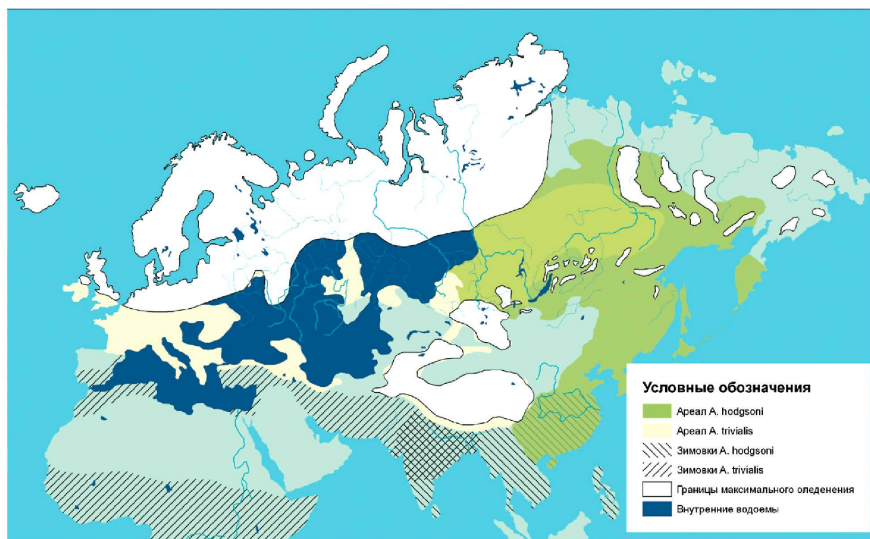 Условные обозначения
Ареал A. hodgsoni
Ареал A. trivialis
Зимовки A. hodgsoni
Зимовки A. trivialis
Границы максимального оледенения
Внутренние водоемы